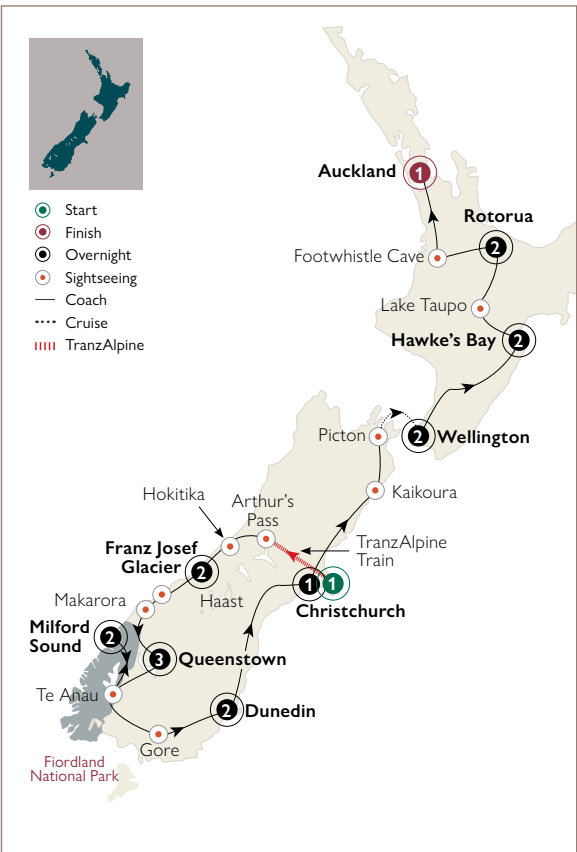 Start
Finish
Overnight
Sightseeing
Coach
Cruise
TranzAlpine
Auckland
1
Rotorua
2
Footwhistle Cave
Lake Taupo
Hawke's Bay
2
Picton
2
Wellington
Kaikoura
Hokitika
Arthur's
Pass
TranzAlpine
Train
Franz Josef
Glacier
2
Haast
1
1
Christchurch
Makarora
Milford
Sound
2
3
Queenstown
Te Anau
2
Dunedin
Gore
Fiordland
National Park